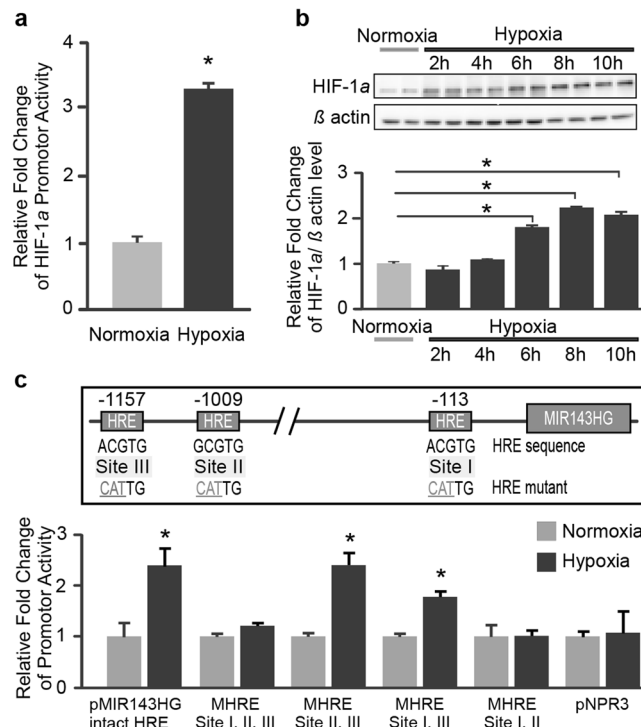 a
Relative Fold Change
of HIF-1a Promotor Activity
4
3
2
1
0
*
Normoxia Hypoxia
b
Normoxia Hypoxia
2h 4h 6h 8h 10h
HIF-1a
ß actin
Relative Fold Change
of HIF-1a/ ß actin level
3
2
1
0
*
*
*
Normoxia Hypoxia
2h 4h 6h 8h 10h
c
-1157 -1009 -113
HRE HRE HRE MIR143HG
ACGTG GCGTG ACGTG HRE sequence
Site III Site II Site I
CATTG CATTG CATTG HRE mutant
Relative Fold Change
of Promotor Activity
3
2
1
0
* * *
Normoxia
Hypoxia
pMIR143HG MHRE MHRE MHRE MHRE pNPR3
intact HRE Site I, II, III Site II, III Site I, III Site I, II